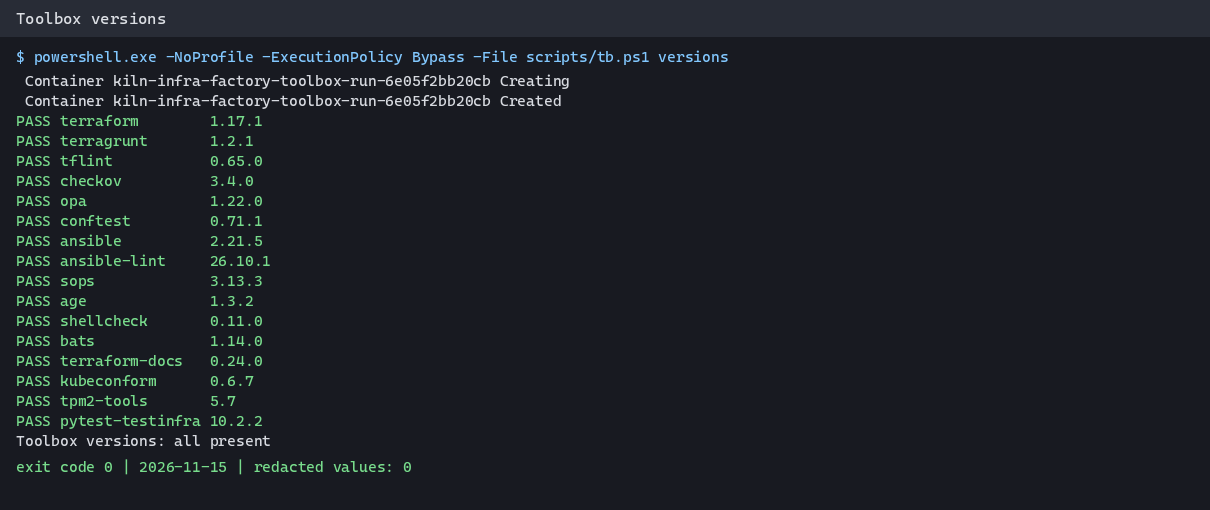 Toolbox versions
$ powershell.exe -NoProfile -ExecutionPolicy Bypass -File scripts/tb.ps1 versions
Container kiln-infra-factory-toolbox-run-6e05f2bb20cb Creating
Container kiln-infra-factory-toolbox-run-6e05f2bb20cb Created
PASS terraform 1.17.1
PASS terragrunt 1.2.1
PASS tflint 0.65.0
PASS checkov 3.4.0
PASS opa 1.22.0
PASS conftest 0.71.1
PASS ansible 2.21.5
PASS ansible-lint 26.10.1
PASS sops 3.13.3
PASS age 1.3.2
PASS shellcheck 0.11.0
PASS bats 1.14.0
PASS terraform-docs 0.24.0
PASS kubeconform 0.6.7
PASS tpm2-tools 5.7
PASS pytest-testinfra 10.2.2
Toolbox versions: all present
exit code 0 | 2026-11-15 | redacted values: 0